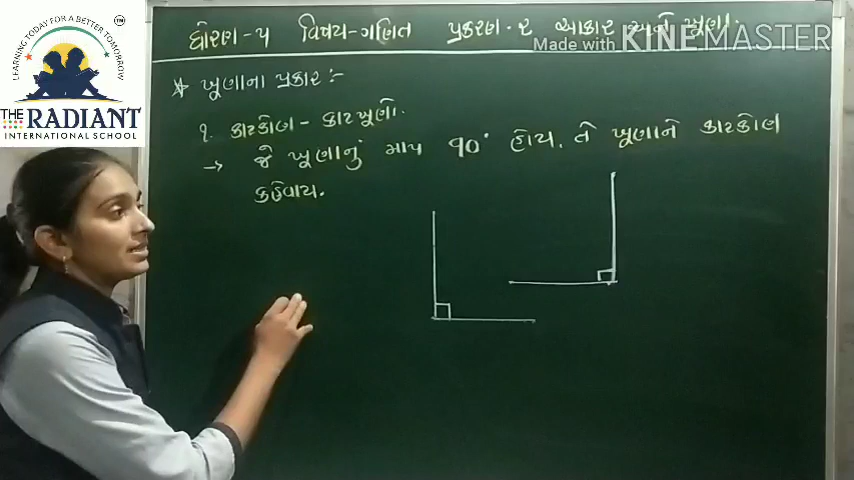 LEARNING TODAY FOR A BETTER TOMORROW
TM
THE RADIANT
INTERNATIONAL SCHOOL
ધોરણ-૫ વિષય-ગણિત પ્રકરણ-૨ આકાર અને ખૂણા.
Made with KINEMASTER
* ખૂણાના પ્રકાર :-
૧. કાટકોણ - કાટખૂણો.
→ જે ખૂણાનું માપ ૯૦° હોય, તે ખૂણાને કાટકોણ
કહેવાય.